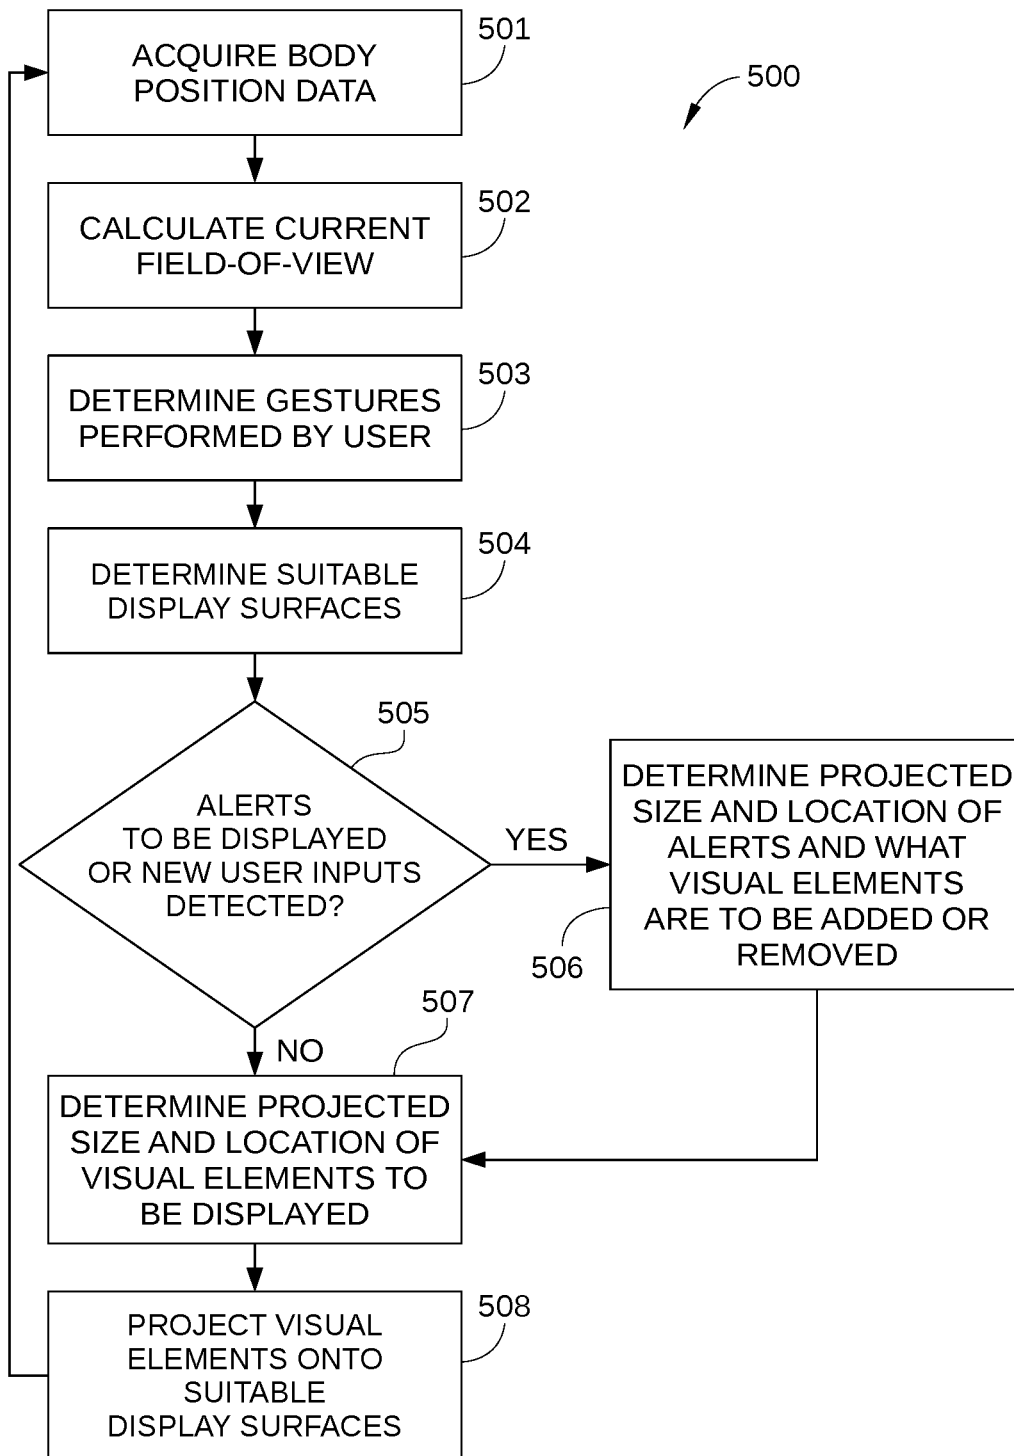 501
ACQUIRE BODY
POSITION DATA
500
502
CALCULATE CURRENT
FIELD-OF-VIEW
503
DETERMINE GESTURES
PERFORMED BY USER
504
DETERMINE SUITABLE
DISPLAY SURFACES
505
ALERTS
TO BE DISPLAYED
OR NEW USER INPUTS
DETECTED?
YES
DETERMINE PROJECTED
SIZE AND LOCATION OF
ALERTS AND WHAT
VISUAL ELEMENTS
ARE TO BE ADDED OR
REMOVED
506
507
NO
DETERMINE PROJECTED
SIZE AND LOCATION OF
VISUAL ELEMENTS TO
BE DISPLAYED
508
PROJECT VISUAL
ELEMENTS ONTO
SUITABLE
DISPLAY SURFACES